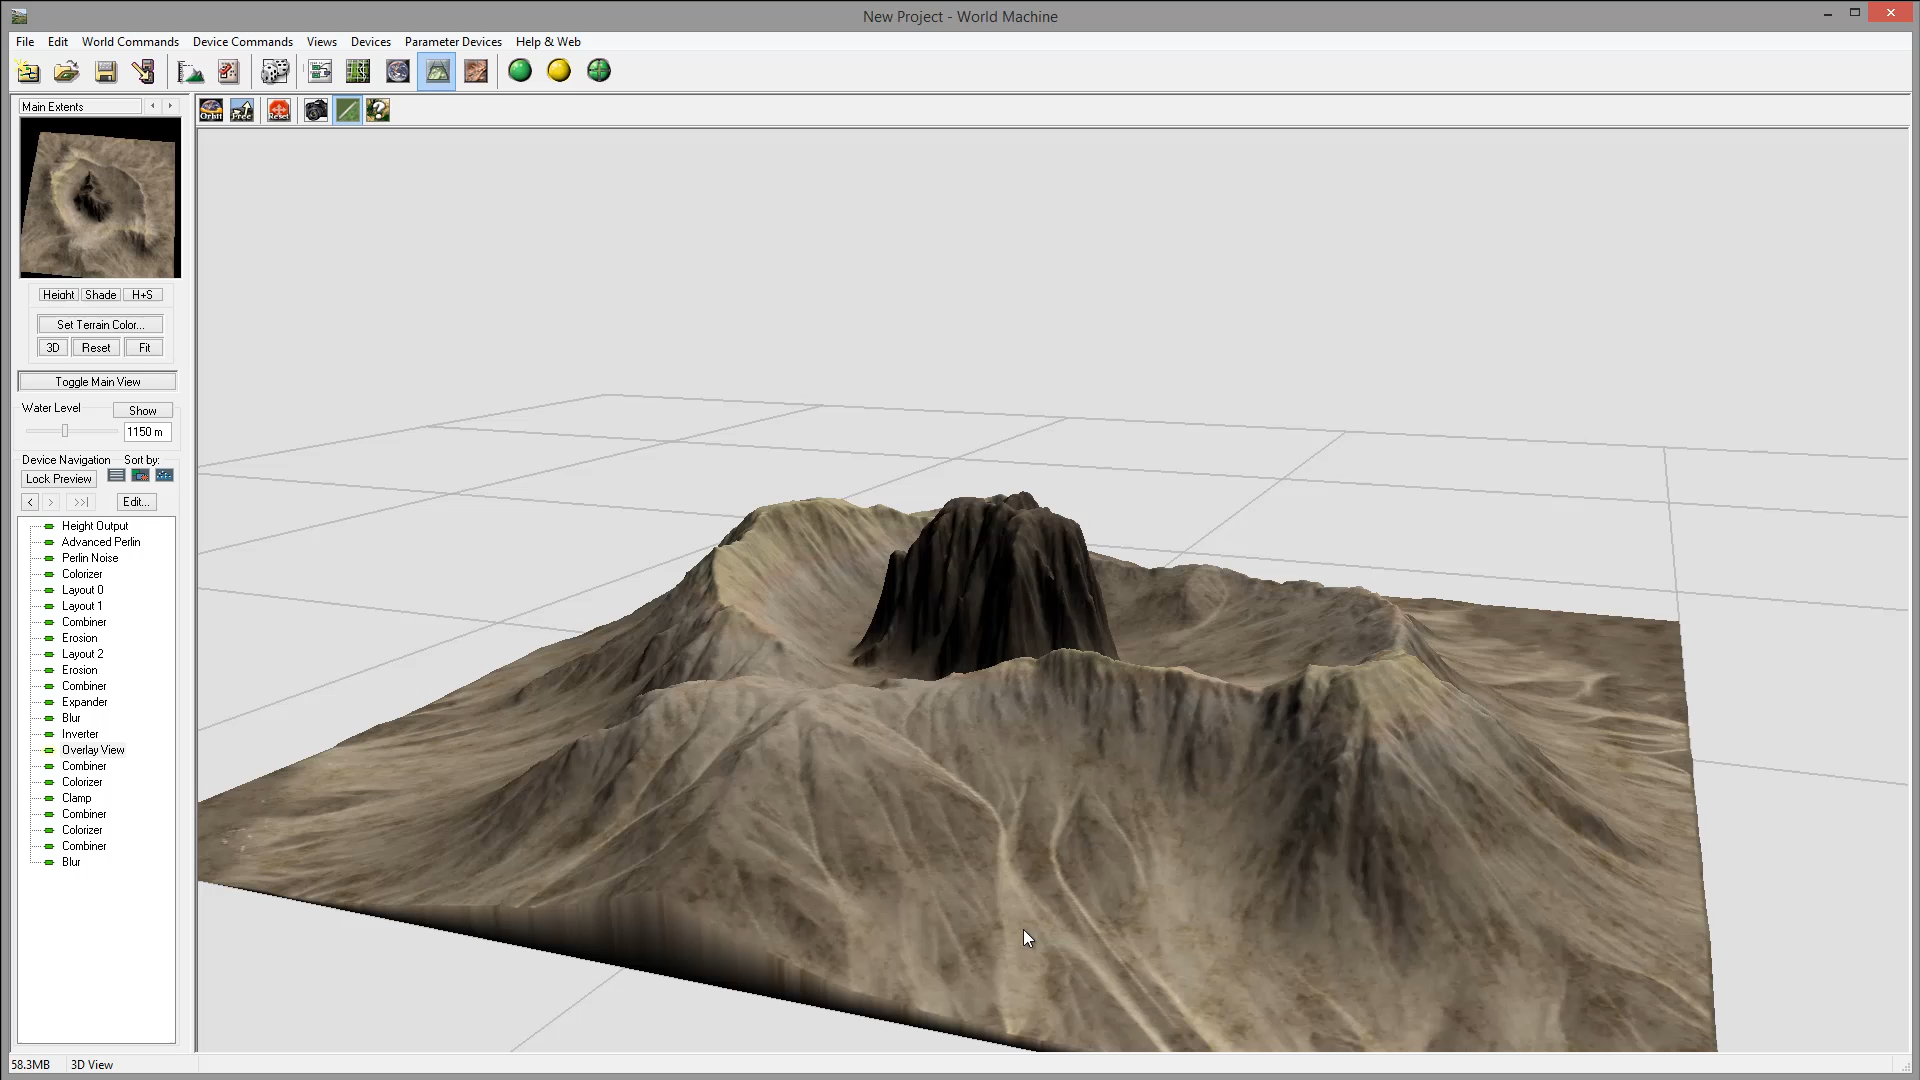 New Project - World Machine
File Edit World Commands Device Commands Views Devices Parameter Devices Help & Web
Main Extents
Orbit Free Reset
Height Shade H+S
Set Terrain Color...
3D Reset Fit
Toggle Main View
Water Level Show
1150 m
Device Navigation Sort by:
Lock Preview
< > >>| Edit...
Height Output
Advanced Perlin
Perlin Noise
Colorizer
Layout 0
Layout 1
Combiner
Erosion
Layout 2
Erosion
Combiner
Expander
Blur
Inverter
Overlay View
Combiner
Colorizer
Clamp
Combiner
Colorizer
Combiner
Blur
58.3MB 3D View